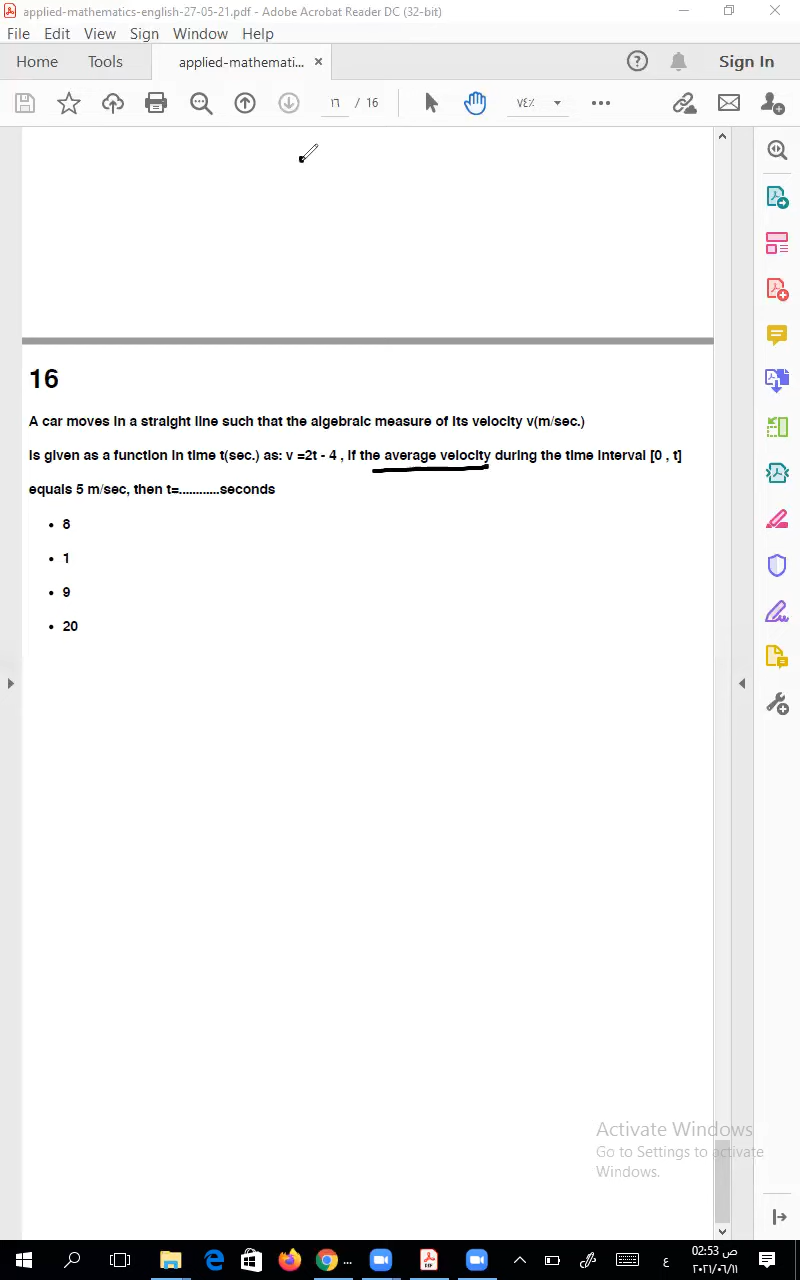 applied-mathematics-english-27-05-21.pdf - Adobe Acrobat Reader DC (32-bit)
File Edit View Sign Window Help
Home Tools applied-mathemati... × Sign In
١٦ / 16 ٧٤٪
16
A car moves in a straight line such that the algebraic measure of its velocity v(m/sec.)
is given as a function in time t(sec.) as: v =2t - 4 , if the average velocity during the time interval [0 , t]
equals 5 m/sec, then t=............seconds
• 8
• 1
• 9
• 20
Activate Windows
Go to Settings to activate
Windows.
ع
02:53 ص
٢٠٢١/٠٦/١١